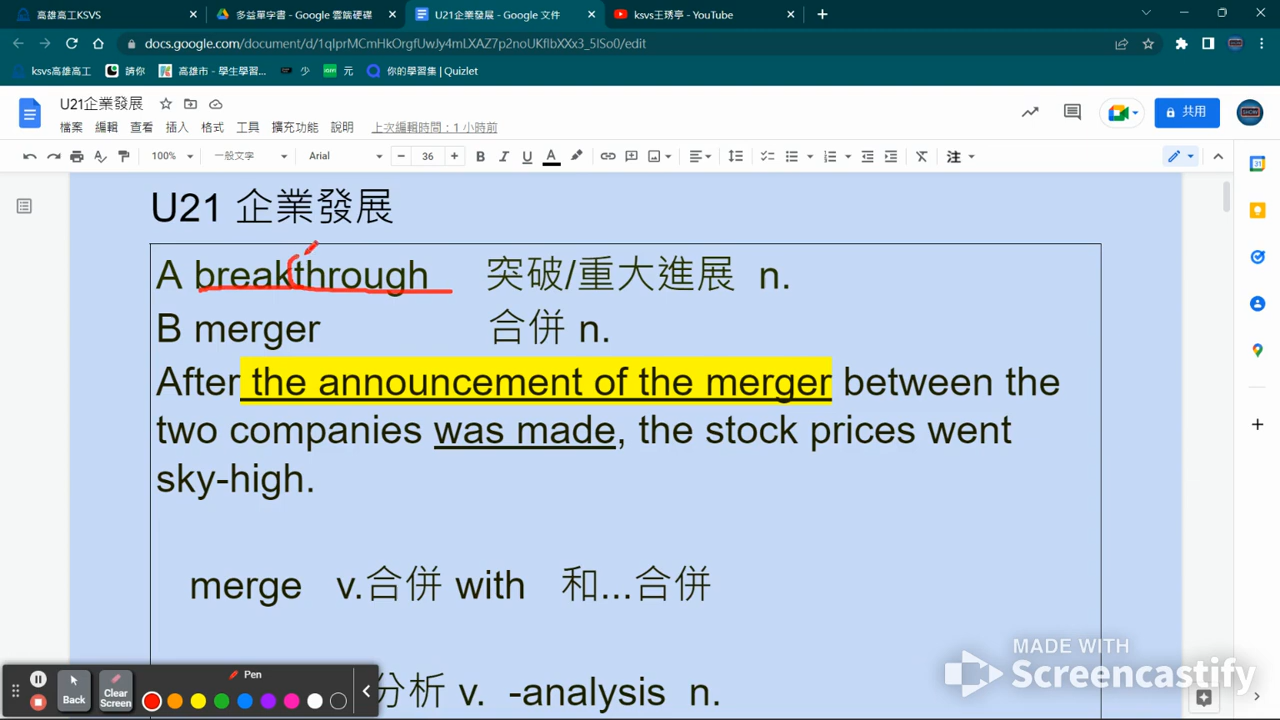 ksvs高雄高工
多益單字書 - Google 雲端硬碟
U21企業發展 - Google 文件
ksvs王琇亭 - YouTube
docs.google.com/document/d/
/edit
ksvs高雄高工
請你
高雄市 - 學生學習...
少
元
你的學習集 | Quizlet
U21企業發展
檔案 編輯 查看 插入 格式 工具 擴充功能 說明 上次編輯時間：1 小時前
共用
100% 一般文字 Arial 36 B I U A 注
U21 企業發展
A breakthrough 突破/重大進展 n.
B merger 合併 n.
After the announcement of the merger between the
two companies was made, the stock prices went
sky-high.
merge v.合併 with 和...合併
分析 v. -analysis n.
Pen
Back
Clear
Screen
MADE WITH
Screencastify